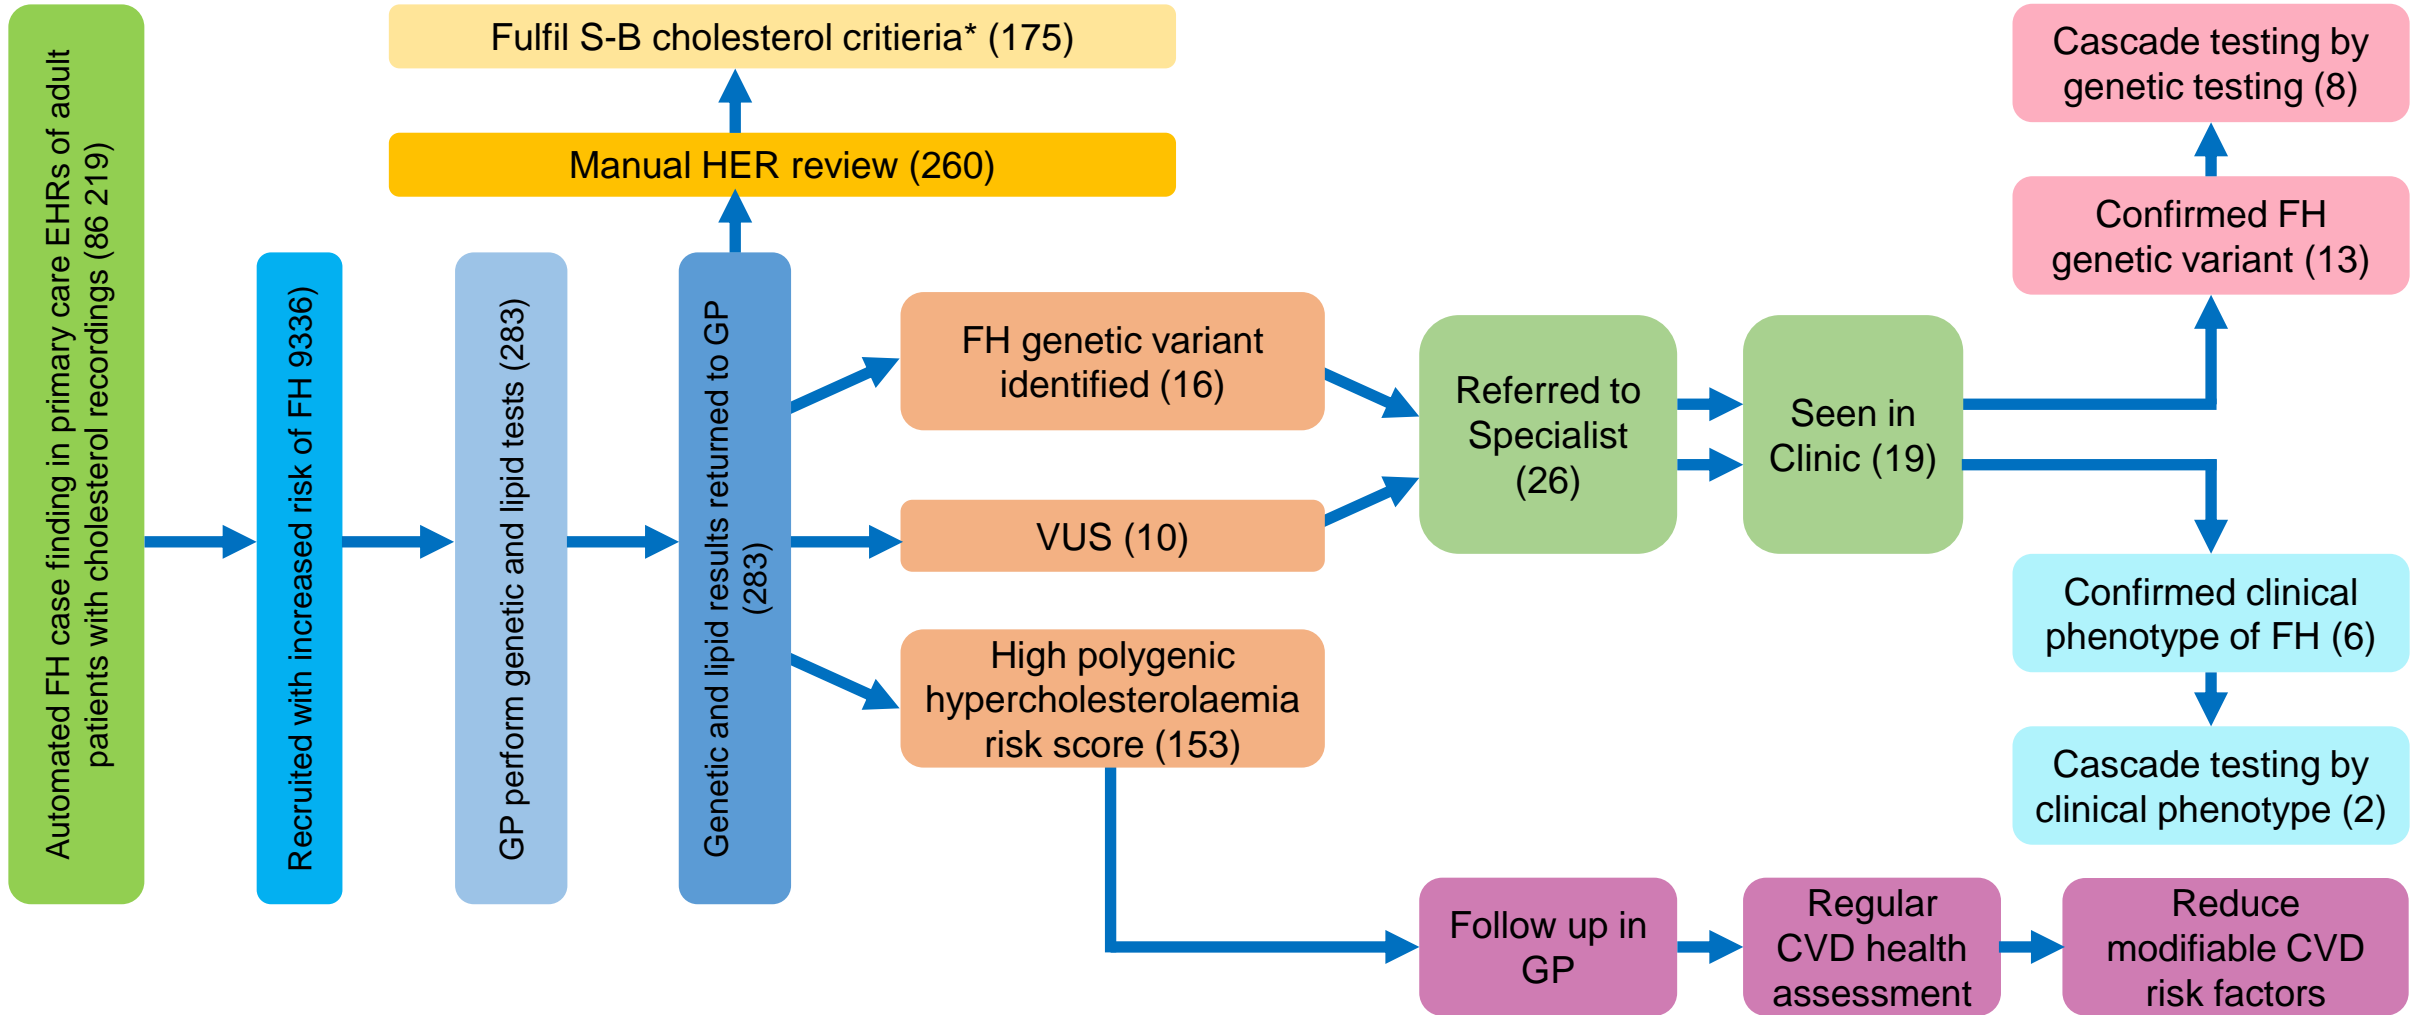 Automated FH case finding in primary care EHRs of adult
patients with cholesterol recordings (86 219)
Recruited with increased risk of FH 9336)
GP perform genetic and lipid tests (283)
Genetic and lipid results returned to GP
(283)
Fulfil S-B cholesterol critieria* (175)
Manual HER review (260)
FH genetic variant
identified (16)
VUS (10)
High polygenic
hypercholesterolaemia
risk score (153)
Referred to
Specialist
(26)
Seen in
Clinic (19)
Cascade testing by
genetic testing (8)
Confirmed FH
genetic variant (13)
Confirmed clinical
phenotype of FH (6)
Cascade testing by
clinical phenotype (2)
Follow up in
GP
Regular
CVD health
assessment
Reduce
modifiable CVD
risk factors